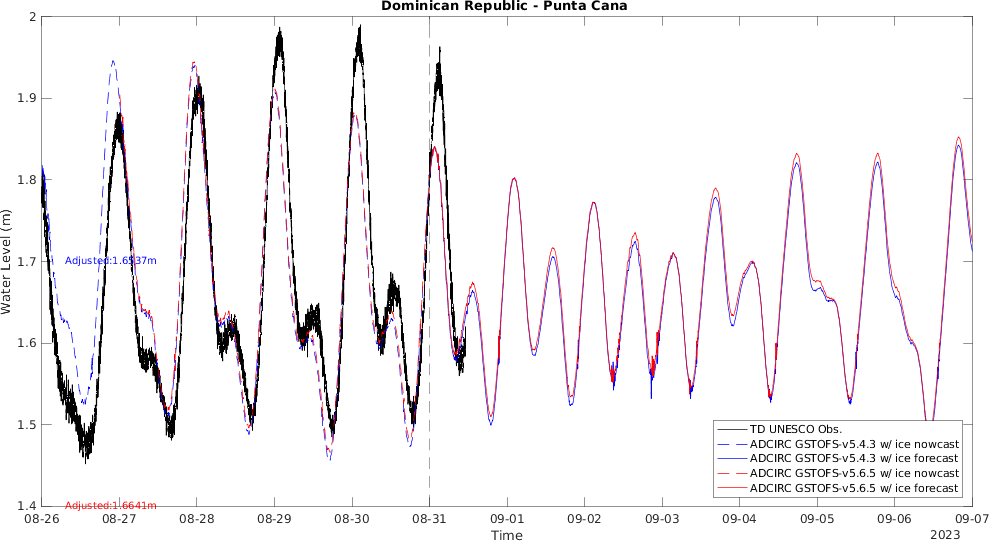 Dominican Republic - Punta Cana
2
1.9
1.8
1.7
1.6
1.5
1.4
Water Level (m)
Adjusted:1.6537m
Adjusted:1.6641m
TD UNESCO Obs.
ADCIRC GSTOFS-v5.4.3 w/ ice nowcast
ADCIRC GSTOFS-v5.4.3 w/ ice forecast
ADCIRC GSTOFS-v5.6.5 w/ ice nowcast
ADCIRC GSTOFS-v5.6.5 w/ ice forecast
08-26 08-27 08-28 08-29 08-30 08-31 09-01 09-02 09-03 09-04 09-05 09-06 09-07
Time
2023